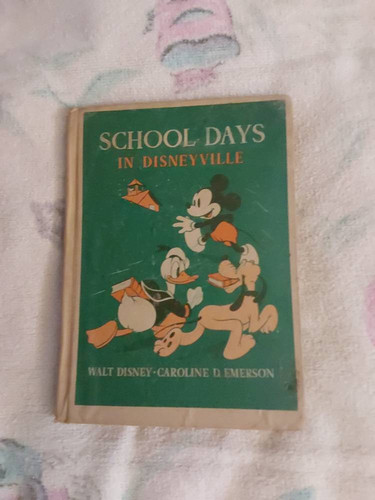 SCHOOL DAYS
IN DISNEYVILLE
WALT DISNEY-CAROLINE D. EMERSON